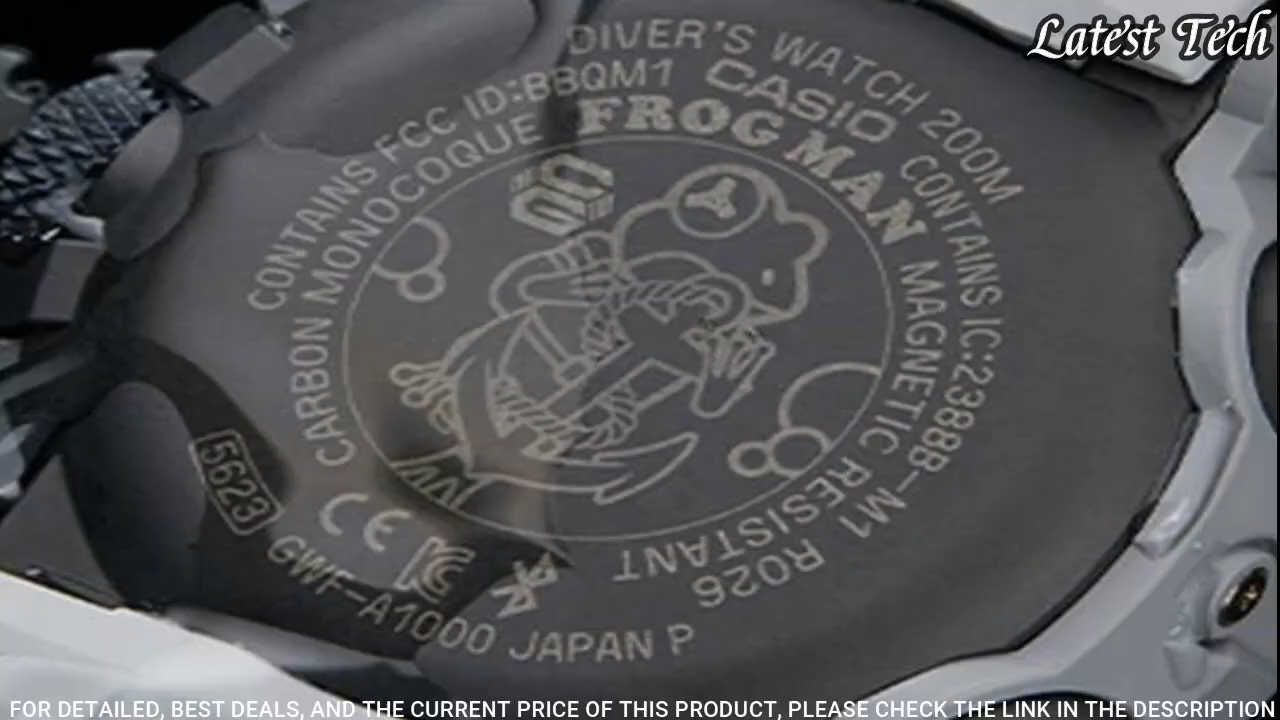 Latest Tech
DIVER'S WATCH 200M
CONTAINS FCC ID:BBQM1 CASIO CONTAINS IC:2388B-M1
CARBON MONOCOQUE FROGMAN MAGNETIC RESISTANT
R026
5623
CE
GWF-A1000 JAPAN P
FOR DETAILED, BEST DEALS, AND THE CURRENT PRICE OF THIS PRODUCT, PLEASE CHECK THE LINK IN THE DESCRIPTION